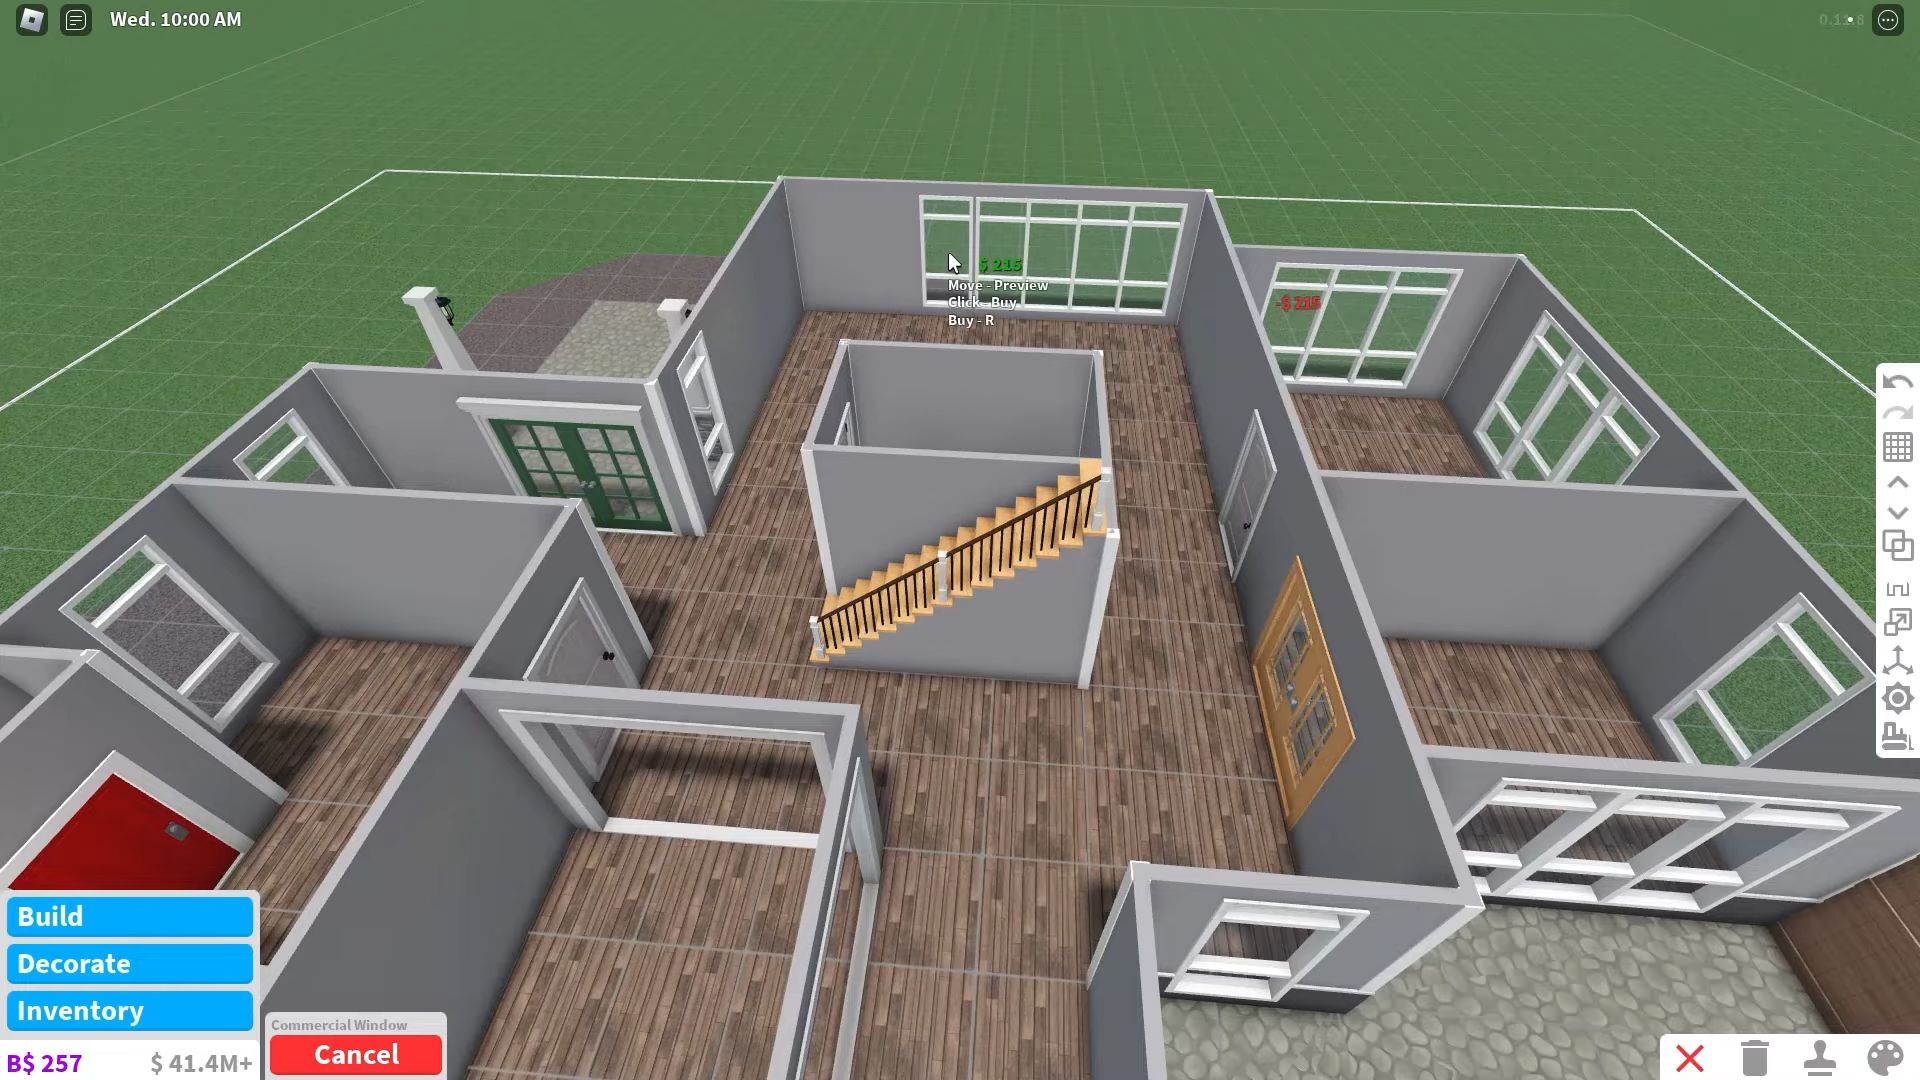 Wed. 10:00 AM
$ 215
Move - Preview
Click - Buy
Buy - R
-$ 215
Build
Decorate
Inventory
Commercial Window
Cancel
B$ 257
$ 41.4M+